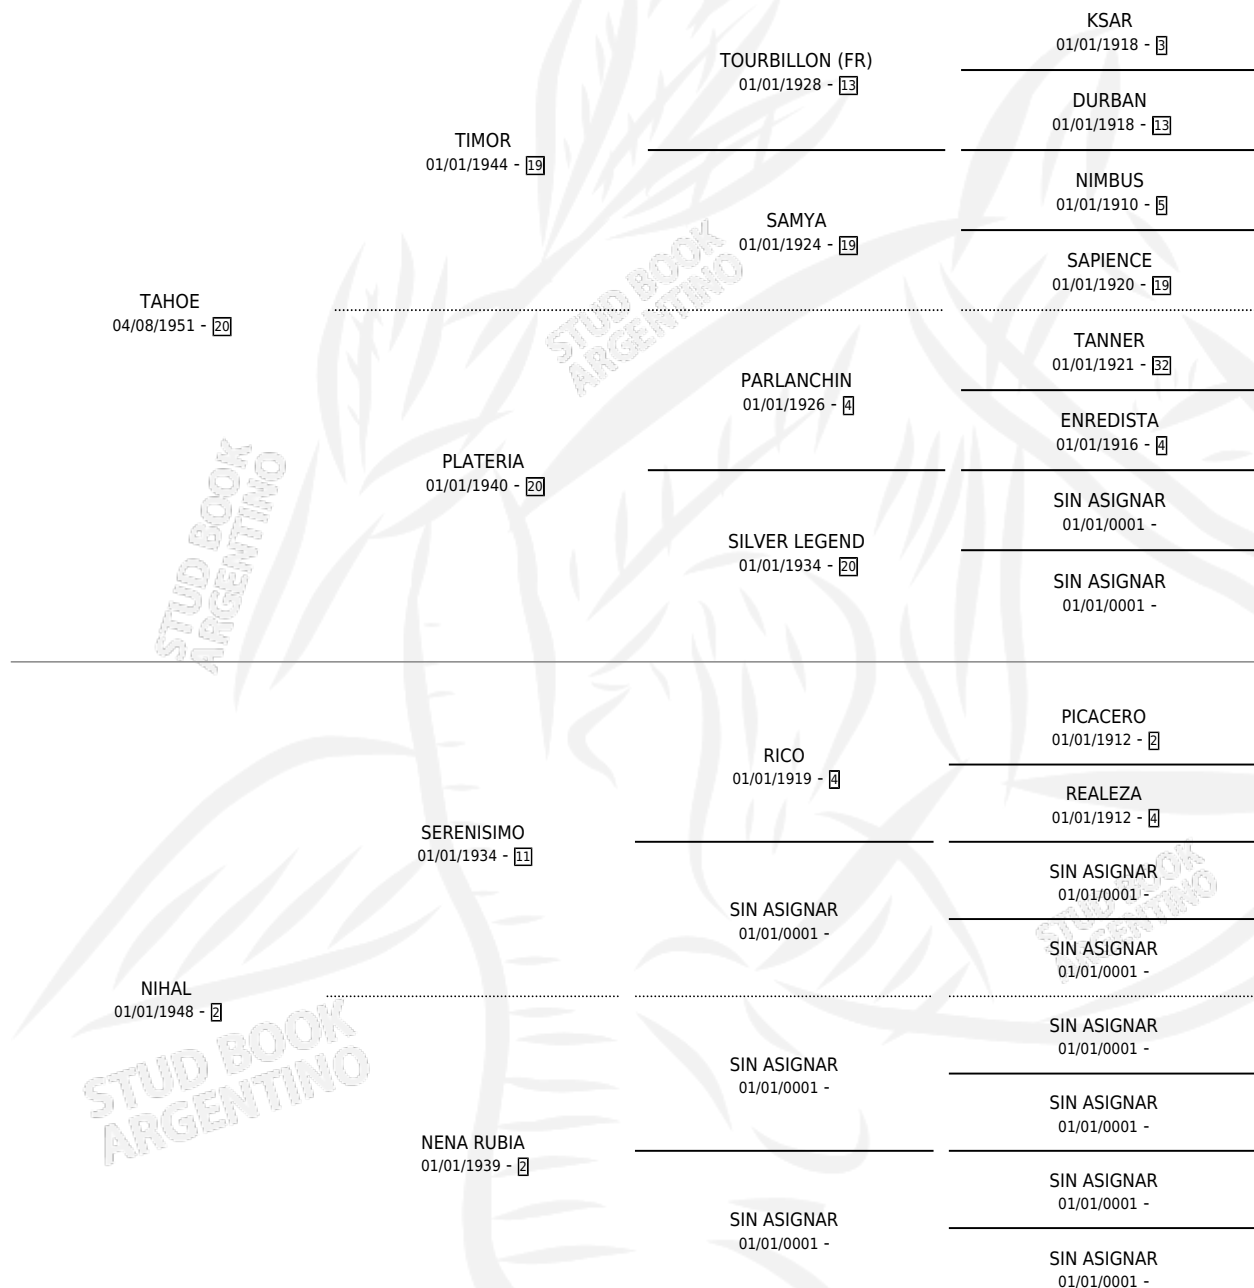 KSAR
01/01/1918 - 3
TOURBILLON (FR)
01/01/1928 - 13
DURBAN
01/01/1918 - 13
TIMOR
01/01/1944 - 19
NIMBUS
01/01/1910 - 5
SAMYA
01/01/1924 - 19
SAPIENCE
01/01/1920 - 19
TAHOE
04/08/1951 - 20
TANNER
01/01/1921 - 32
PARLANCHIN
01/01/1926 - 4
ENREDISTA
01/01/1916 - 4
PLATERIA
01/01/1940 - 20
SIN ASIGNAR
01/01/0001 -
SILVER LEGEND
01/01/1934 - 20
SIN ASIGNAR
01/01/0001 -
PICACERO
01/01/1912 - 2
RICO
01/01/1919 - 4
REALEZA
01/01/1912 - 4
SERENISIMO
01/01/1934 - 11
SIN ASIGNAR
01/01/0001 -
SIN ASIGNAR
01/01/0001 -
SIN ASIGNAR
01/01/0001 -
NIHAL
01/01/1948 - 2
SIN ASIGNAR
01/01/0001 -
SIN ASIGNAR
01/01/0001 -
SIN ASIGNAR
01/01/0001 -
NENA RUBIA
01/01/1939 - 2
SIN ASIGNAR
01/01/0001 -
SIN ASIGNAR
01/01/0001 -
SIN ASIGNAR
01/01/0001 -
STUD BOOK
ARGENTINO
STUD BOOK
ARGENTINO
STUD BOOK
ARGENTINO
STUD BOOK
ARGENTINO